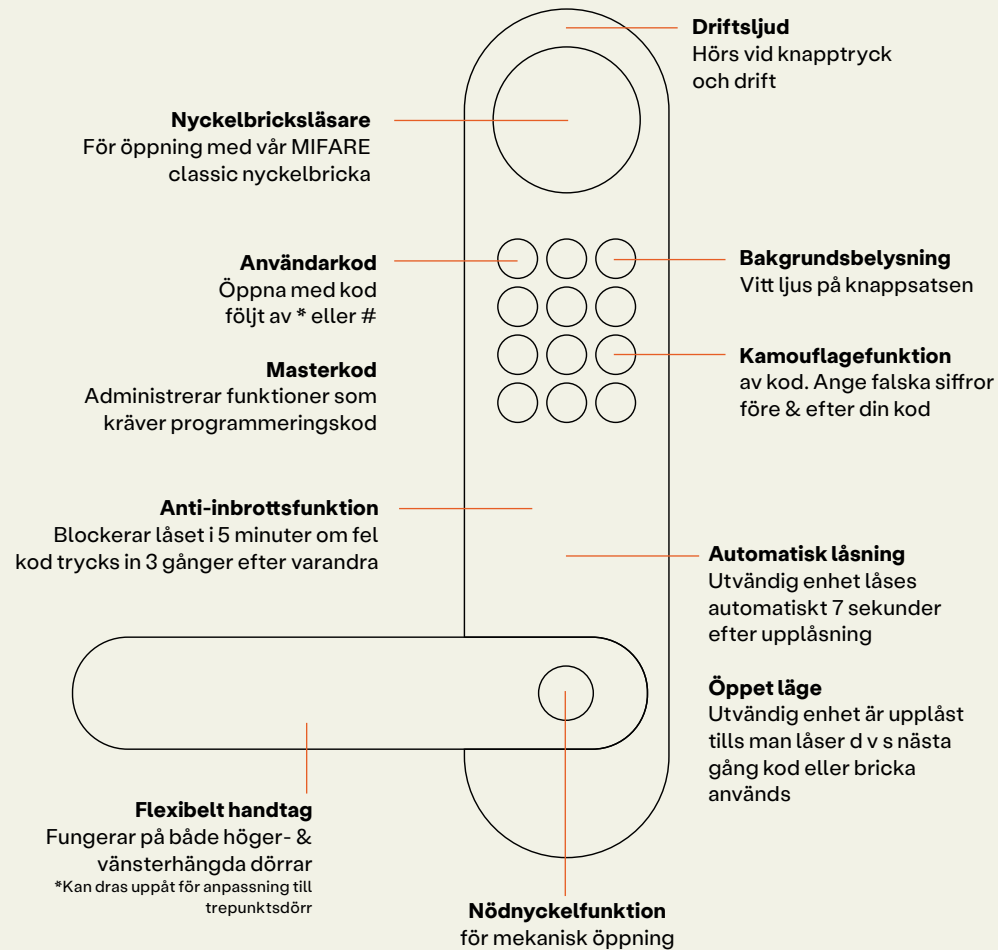 Driftsljud
Hörs vid knapptryck
och drift
Nyckelbricksläsare
För öppning med vår MIFARE
classic nyckelbricka
Användarkod
Öppna med kod
följt av * eller #
Bakgrundsbelysning
Vitt ljus på knappsatsen
Masterkod
Administrerar funktioner som
kräver programmeringskod
Kamouflagefunktion
av kod. Ange falska siffror
före & efter din kod
Anti-inbrottsfunktion
Blockerar låset i 5 minuter om fel
kod trycks in 3 gånger efter varandra
Automatisk låsning
Utvändig enhet låses
automatiskt 7 sekunder
efter upplåsning
Öppet läge
Utvändig enhet är upplåst
tills man låser d v s nästa
gång kod eller bricka
används
Flexibelt handtag
Fungerar på både höger- &
vänsterhängda dörrar
*Kan dras uppåt för anpassning till
trepunktsdörr
Nödnyckelfunktion
för mekanisk öppning